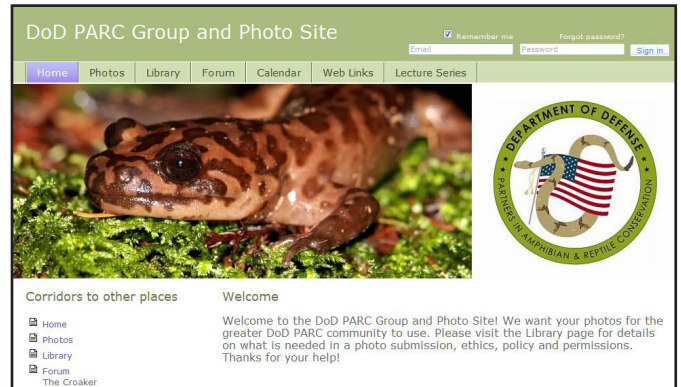 DoD PARC Group and Photo Site
Remember me
Forgot password?
Email
Password
Sign in
Home
Photos
Library
Forum
Calendar
Web Links
Lecture Series
DEPARTMENT OF DEFENSE
PARTNERS IN AMPHIBIAN & REPTILE CONSERVATION
Corridors to other places
Home
Photos
Library
Forum
The Croaker
Welcome
Welcome to the DoD PARC Group and Photo Site! We want your photos for the
greater DoD PARC community to use. Please visit the Library page for details
on what is needed in a photo submission, ethics, policy and permissions.
Thanks for your help!